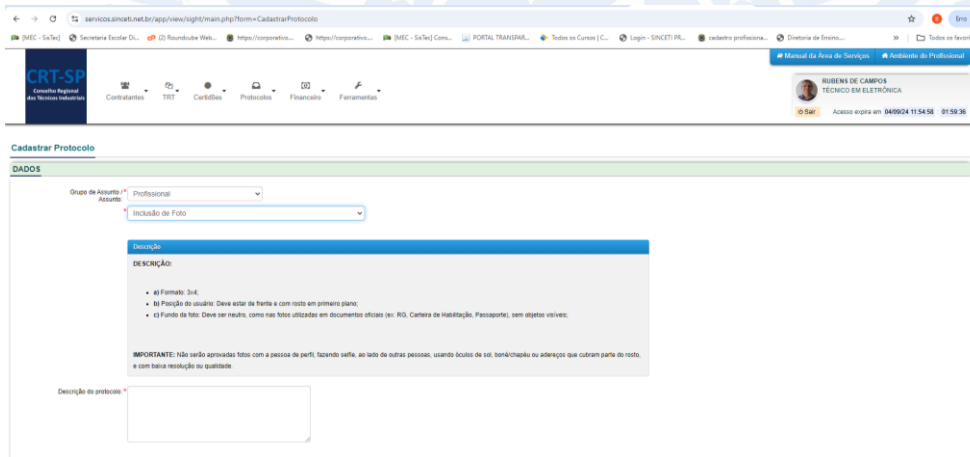 servicos.sinceti.net.br/app/view/sight/main.php?form=CadastrarProtocolo
Erro
[MEC - SisTec] Secretaria Escolar Di... (2) Roundcube Web... https://corporativo... https://corporativo... [MEC - SisTec] Cons... PORTAL TRANSPAR... Todos os Cursos | C... Login - SINCETI PR... cadastro profissiona... Diretoria de Ensino... » Todos os favori
Manual da Área de Serviços Ambiente do Profissional
CRT-SP
Conselho Regional
dos Técnicos Industriais
Contratantes TRT Certidões Protocolos Financeiro Ferramentas
RUBENS DE CAMPOS
TÉCNICO EM ELETRÔNICA
Sair Acesso expira em 04/09/24 11:54:58 01:59:36
Cadastrar Protocolo
DADOS
Grupo de Assunto /* Profissional
Assunto:
* Inclusão de Foto
Descrição
DESCRIÇÃO:
a) Formato: 3x4;
b) Posição do usuário: Deve estar de frente e com rosto em primeiro plano;
c) Fundo da foto: Deve ser neutro, como nas fotos utilizadas em documentos oficiais (ex: RG, Carteira de Habilitação, Passaporte), sem objetos visíveis;
IMPORTANTE: Não serão aprovadas fotos com a pessoa de perfil, fazendo selfie, ao lado de outras pessoas, usando óculos de sol, boné/chapéu ou adereços que cubram parte do rosto,
e com baixa resolução ou qualidade.
Descrição do protocolo: *